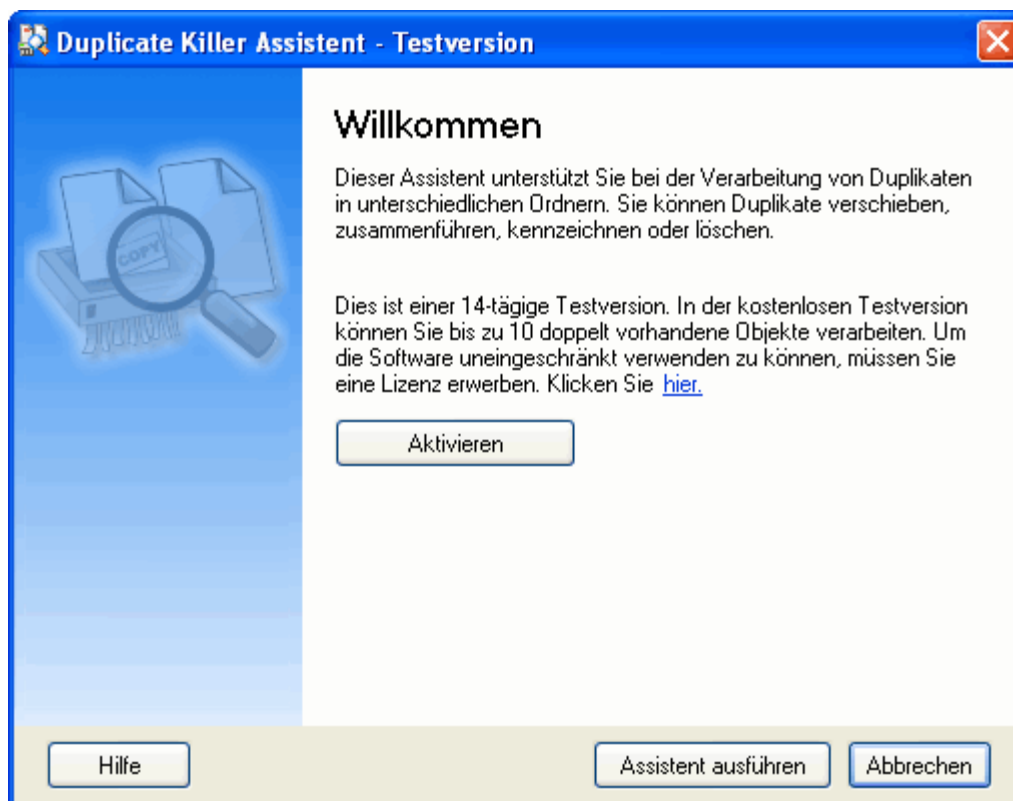 Duplicate Killer Assistent - Testversion
Willkommen
Dieser Assistent unterstützt Sie bei der Verarbeitung von Duplikaten
in unterschiedlichen Ordnern. Sie können Duplikate verschieben,
zusammenführen, kennzeichnen oder löschen.
COPY
Dies ist einer 14-tägige Testversion. In der kostenlosen Testversion
können Sie bis zu 10 doppelt vorhandene Objekte verarbeiten. Um
die Software uneingeschränkt verwenden zu können, müssen Sie
eine Lizenz erwerben. Klicken Sie hier.
Aktivieren
Hilfe
Assistent ausführen
Abbrechen